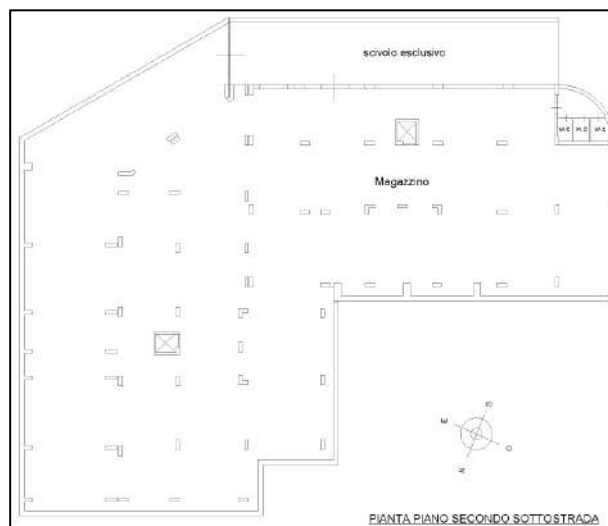 scivolo esclusivo
W.C W.C W.C
Magazzino
S
E
O
N
PIANTA PIANO SECONDO SOTTOSTRADA